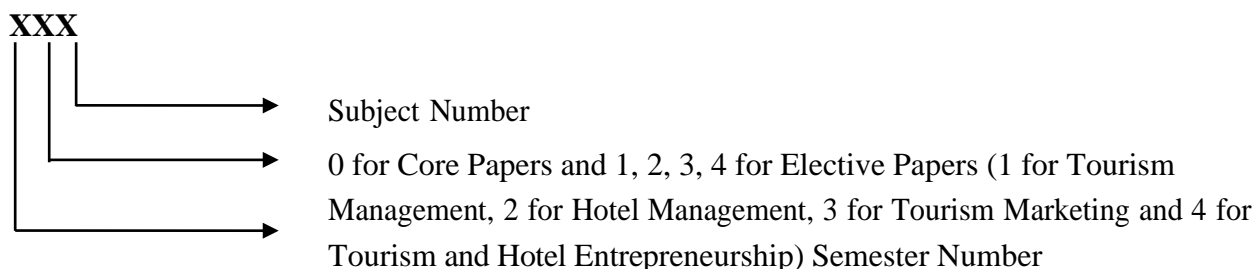 XXX
Subject Number
0 for Core Papers and 1, 2, 3, 4 for Elective Papers (1 for Tourism
Management, 2 for Hotel Management, 3 for Tourism Marketing and 4 for
Tourism and Hotel Entrepreneurship) Semester Number